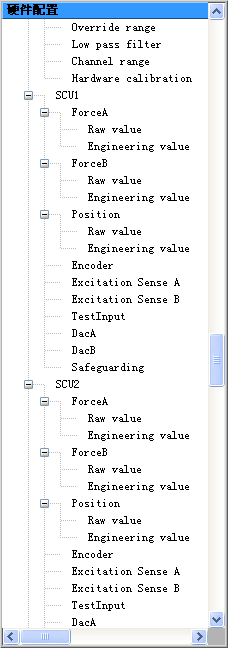 硬件配置
Override range
Low pass filter
Channel range
Hardware calibration
SCU1
ForceA
Raw value
Engineering value
ForceB
Raw value
Engineering value
Position
Raw value
Engineering value
Encoder
Excitation Sense A
Excitation Sense B
TestInput
DacA
DacB
Safeguarding
SCU2
ForceA
Raw value
Engineering value
ForceB
Raw value
Engineering value
Position
Raw value
Engineering value
Encoder
Excitation Sense A
Excitation Sense B
TestInput
DacA